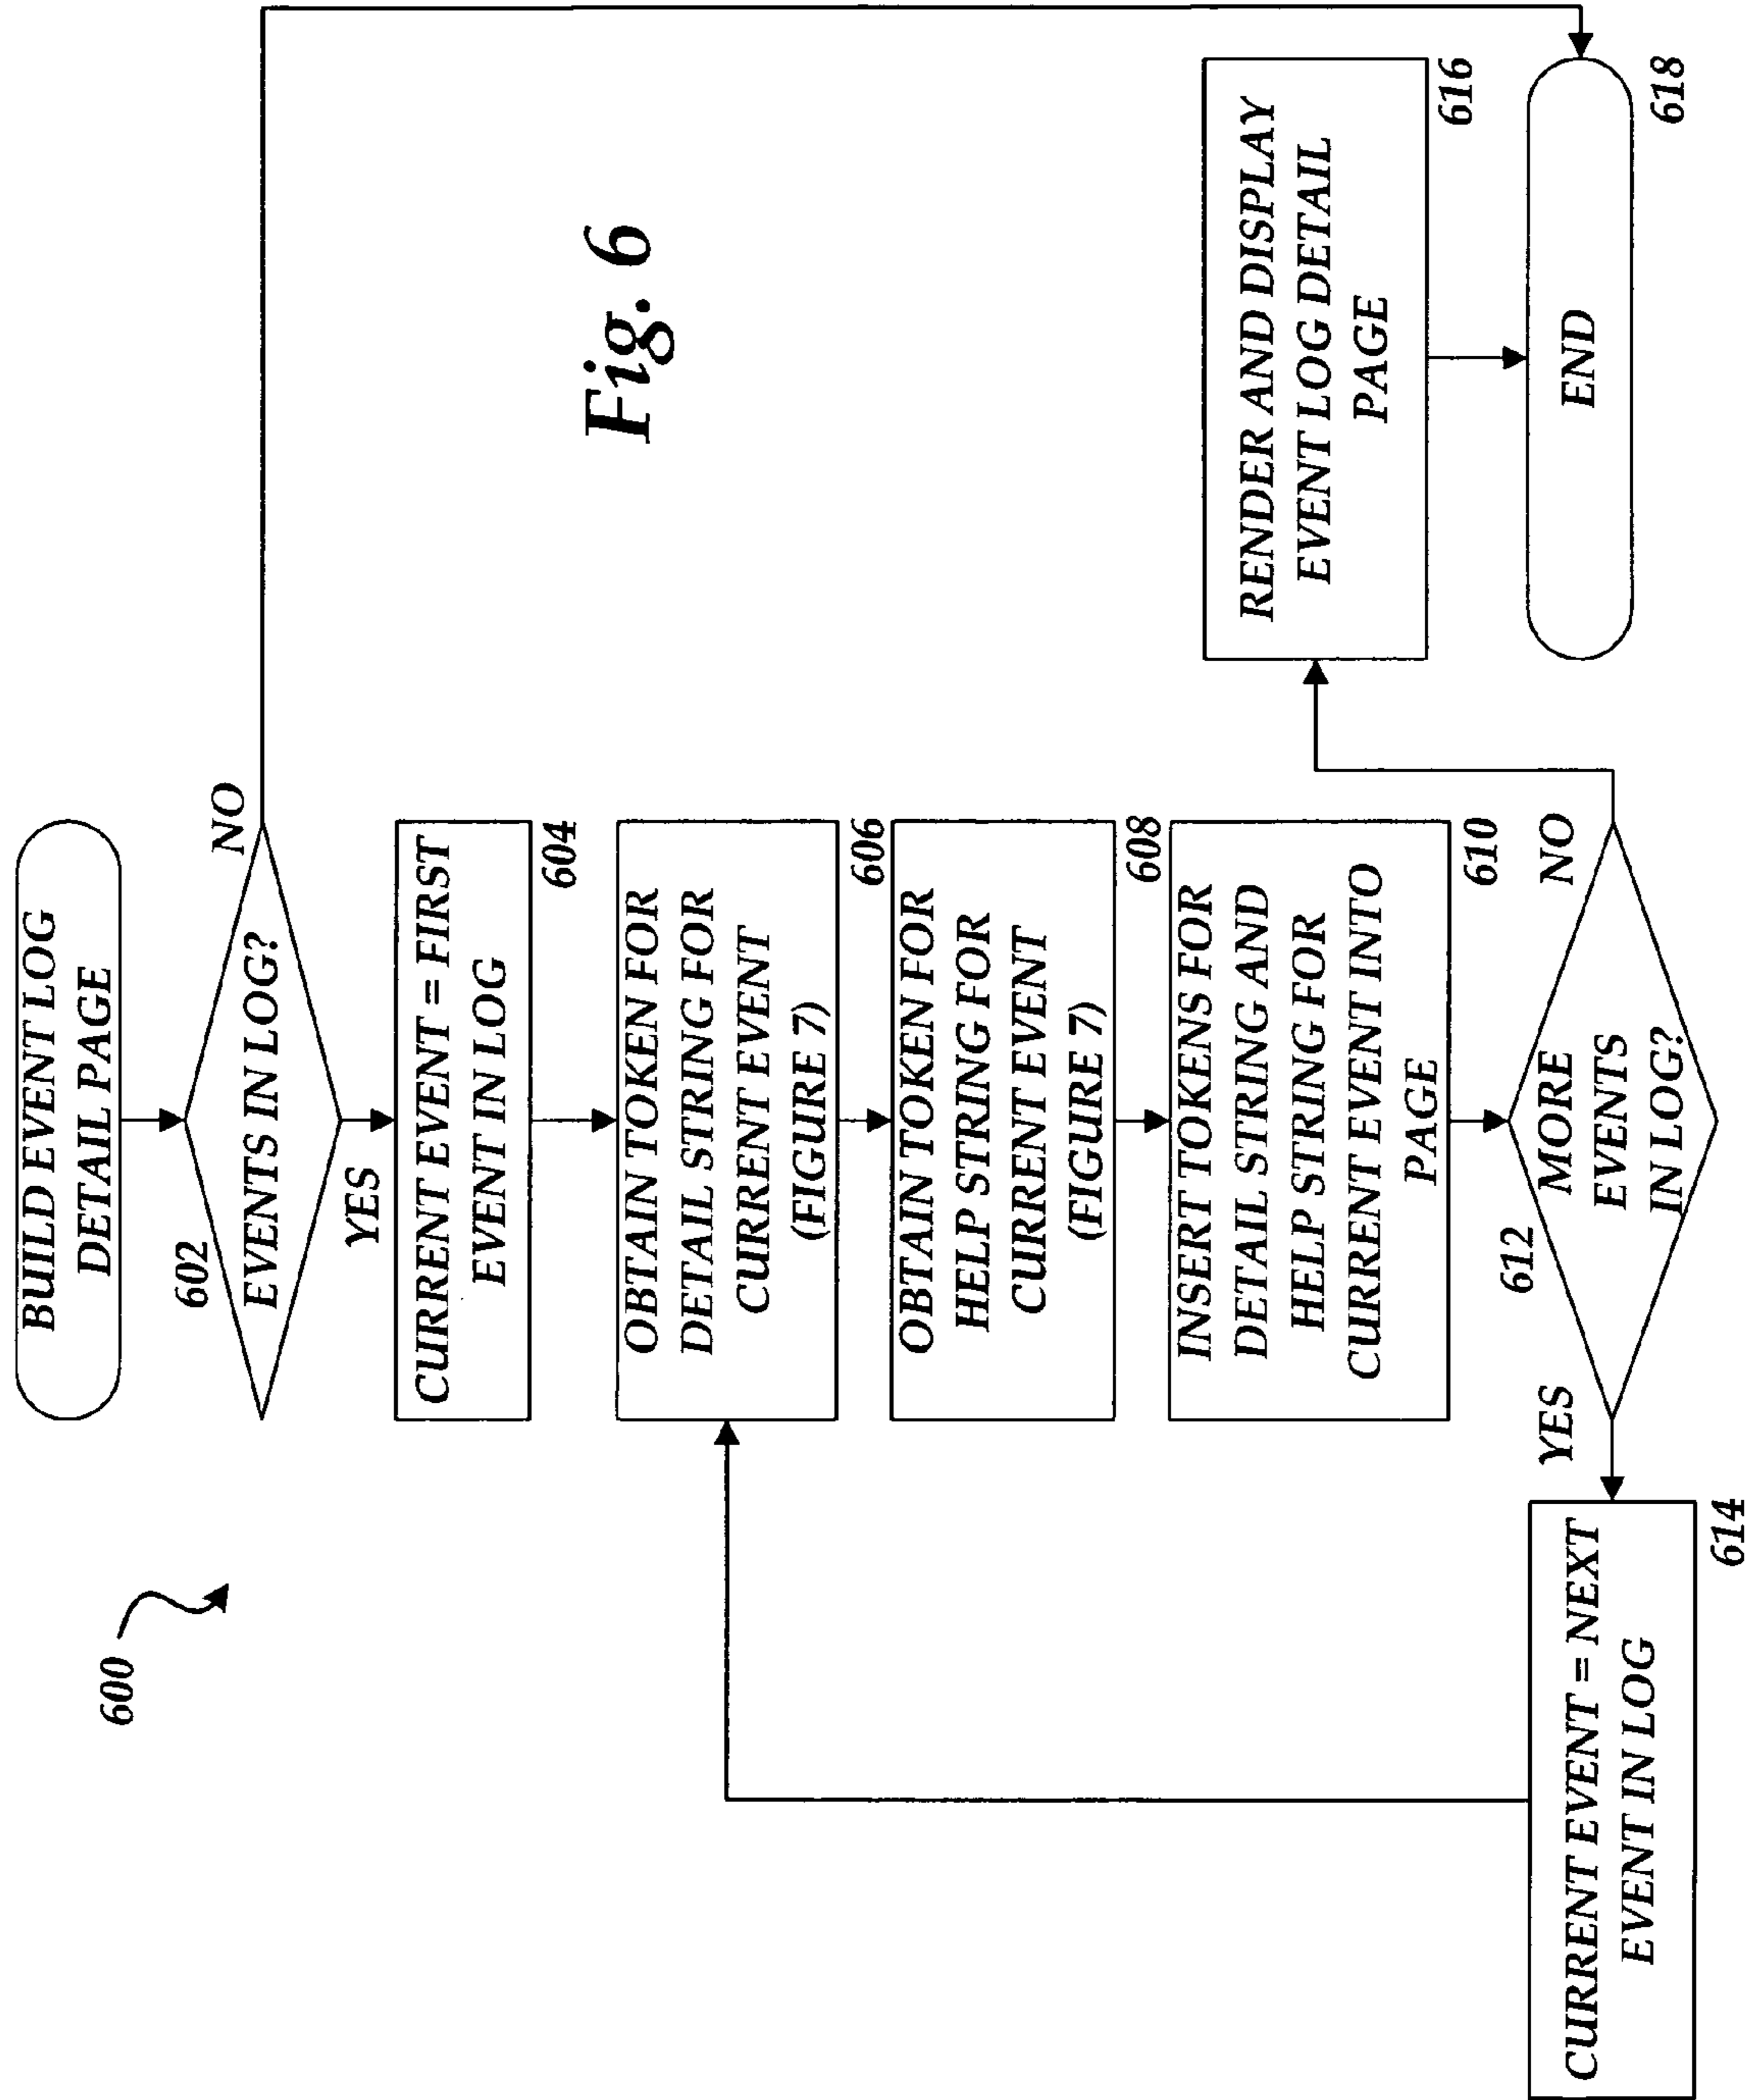 600
BUILD EVENT LOG
DETAIL PAGE
602
EVENTS IN LOG?
NO
YES
CURRENT EVENT = FIRST
EVENT IN LOG
604
OBTAIN TOKEN FOR
DETAIL STRING FOR
CURRENT EVENT
(FIGURE 7)
606
OBTAIN TOKEN FOR
HELP STRING FOR
CURRENT EVENT
(FIGURE 7)
608
INSERT TOKENS FOR
DETAIL STRING AND
HELP STRING FOR
CURRENT EVENT INTO
PAGE
610
612
MORE
EVENTS
IN LOG?
YES
NO
CURRENT EVENT = NEXT
EVENT IN LOG
614
RENDER AND DISPLAY
EVENT LOG DETAIL
PAGE
616
END
618
Fig. 6